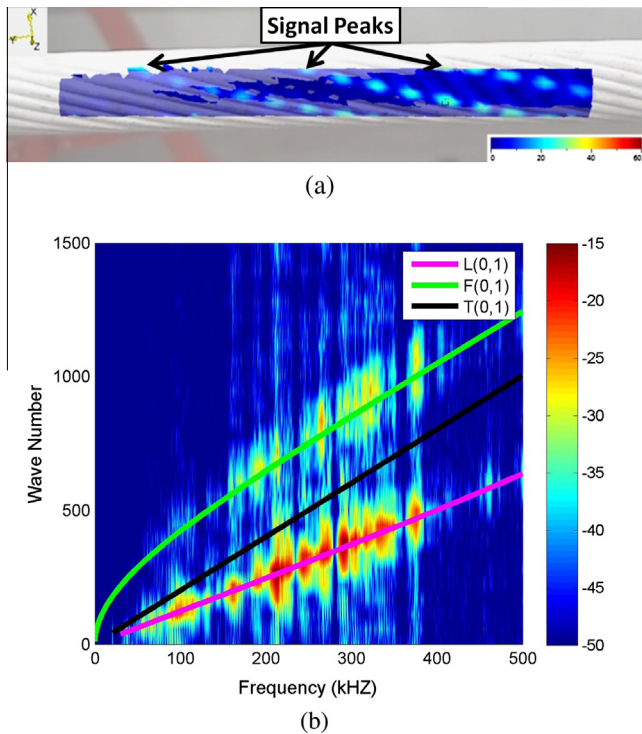 X
Y
Z
Signal Peaks
0 20 40 60
(a)
1500
1000
500
0
Wave Number
0 100 200 300 400 500
Frequency (kHZ)
L(0,1)
F(0,1)
T(0,1)
-15
-20
-25
-30
-35
-40
-45
-50
(b)